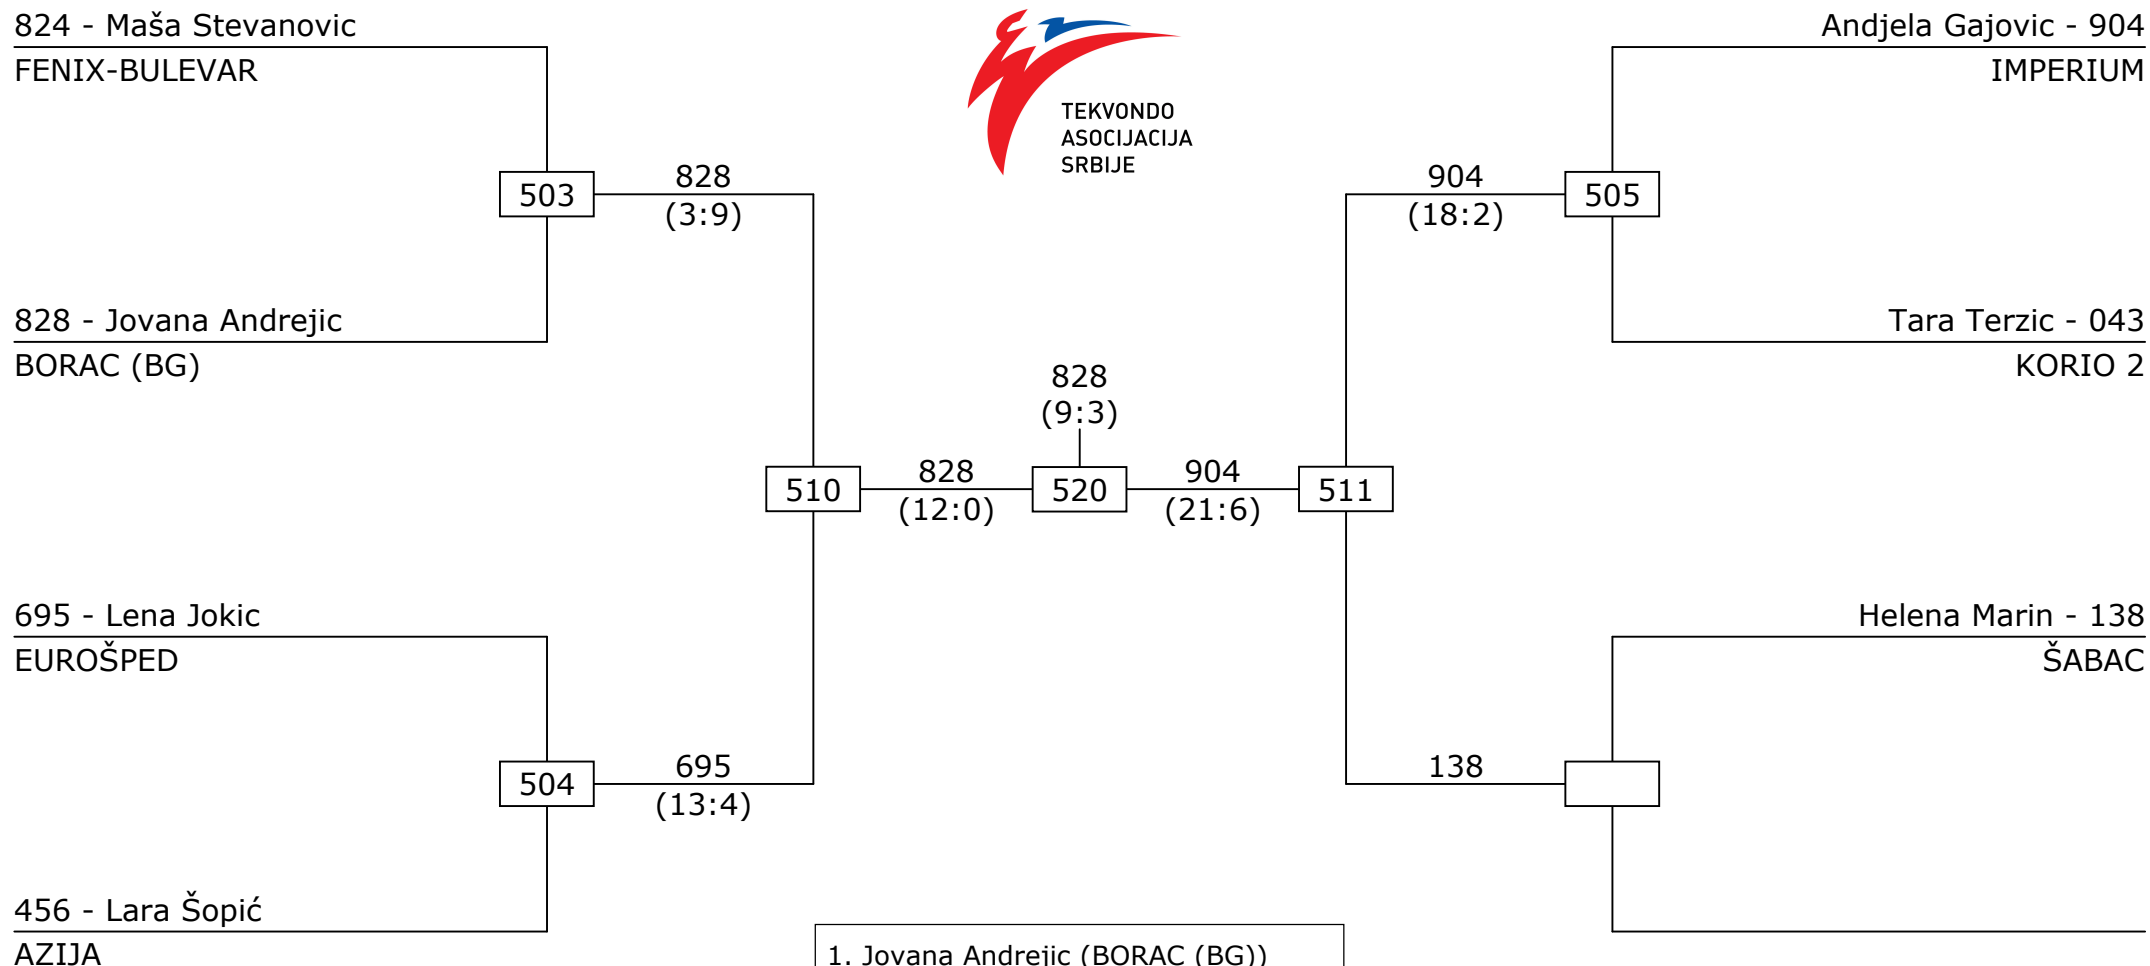 824 - Maša Stevanovic
FENIX-BULEVAR
828 - Jovana Andrejic
BORAC (BG)
695 - Lena Jokic
EUROŠPED
456 - Lara Šopić
AZIJA
503
828
(3:9)
504
695
(13:4)
510
828
(12:0)
TEKVONDO
ASOCIJACIJA
SRBIJE
828
(9:3)
520
904
(21:6)
511
904
(18:2)
505
138
Andjela Gajovic - 904
IMPERIUM
Tara Terzic - 043
KORIO 2
Helena Marin - 138
ŠABAC
1. Jovana Andrejic (BORAC (BG))